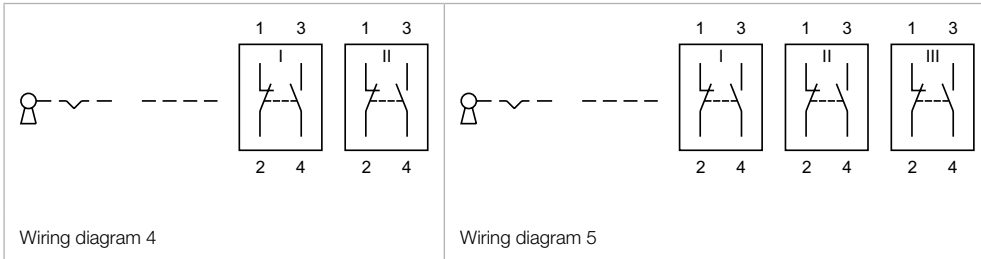 1 3 1 3
I II
2 4 2 4
Wiring diagram 4
1 3 1 3 1 3
I II III
2 4 2 4 2 4
Wiring diagram 5